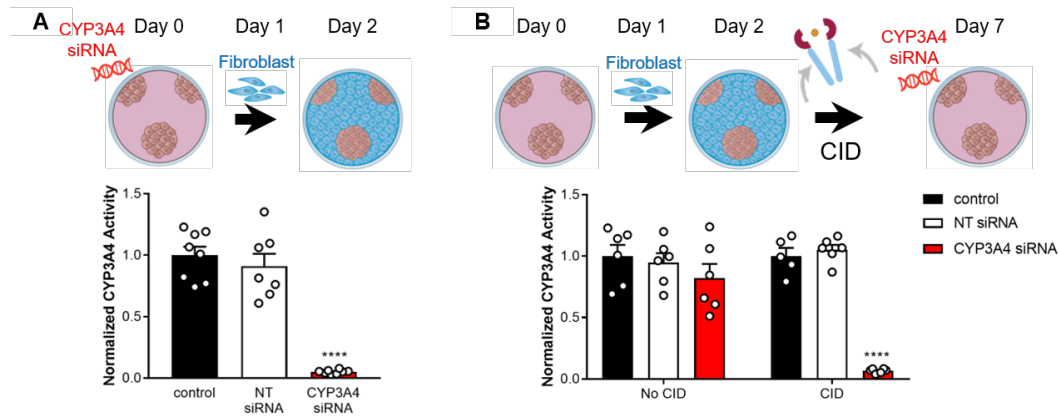 A
Day 0
Day 1
Day 2
CYP3A4
siRNA
Fibroblast
Normalized CYP3A4 Activity
1.5
1.0
0.5
0.0
control
NT
siRNA
CYP3A4
siRNA
****
B
Day 0
Day 1
Day 2
Day 7
Fibroblast
CID
CYP3A4
siRNA
Normalized CYP3A4 Activity
1.5
1.0
0.5
0.0
No CID
CID
****
control
NT siRNA
CYP3A4 siRNA